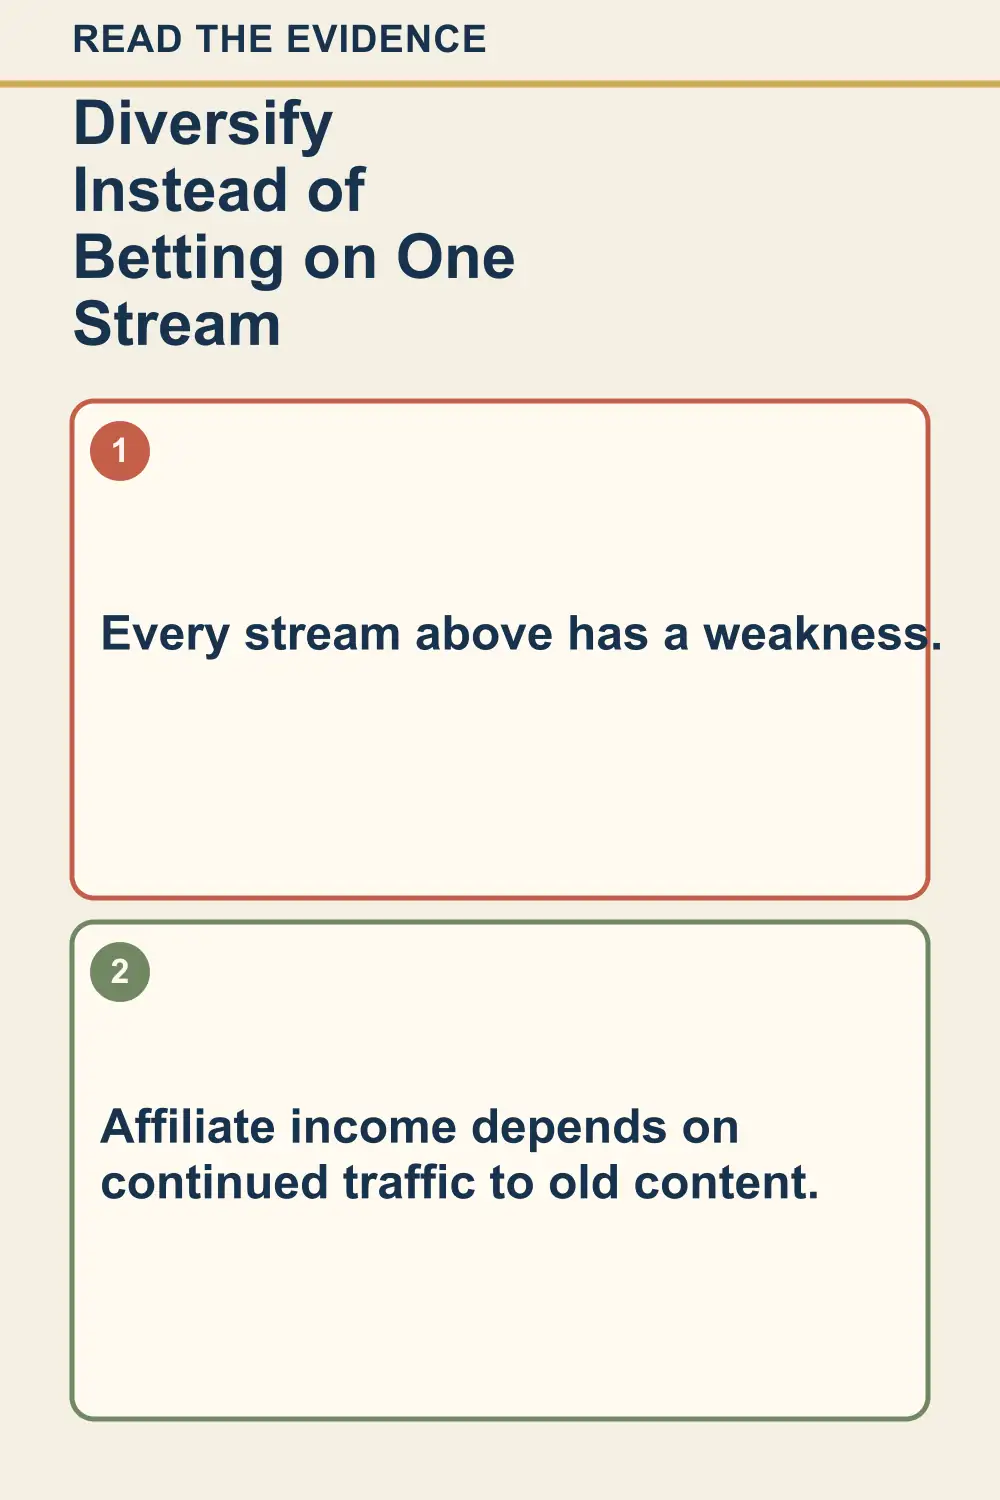 READ THE EVIDENCE
Diversify
Instead of
Betting on One
Stream
1
Every stream above has a weakness.
2
Affiliate income depends on
continued traffic to old content.